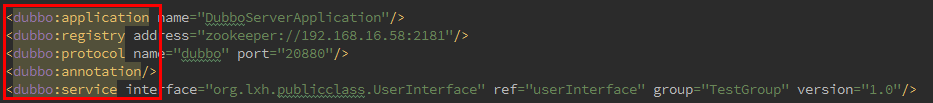 <dubbo:application name="DubboServerApplication"/>
<dubbo:registry address="zookeeper://192.168.16.58:2181"/>
<dubbo:protocol name="dubbo" port="20880"/>
<dubbo:annotation/>
<dubbo:service interface="org.lxh.publicclass.UserInterface" ref="userInterface" group="TestGroup" version="1.0"/>